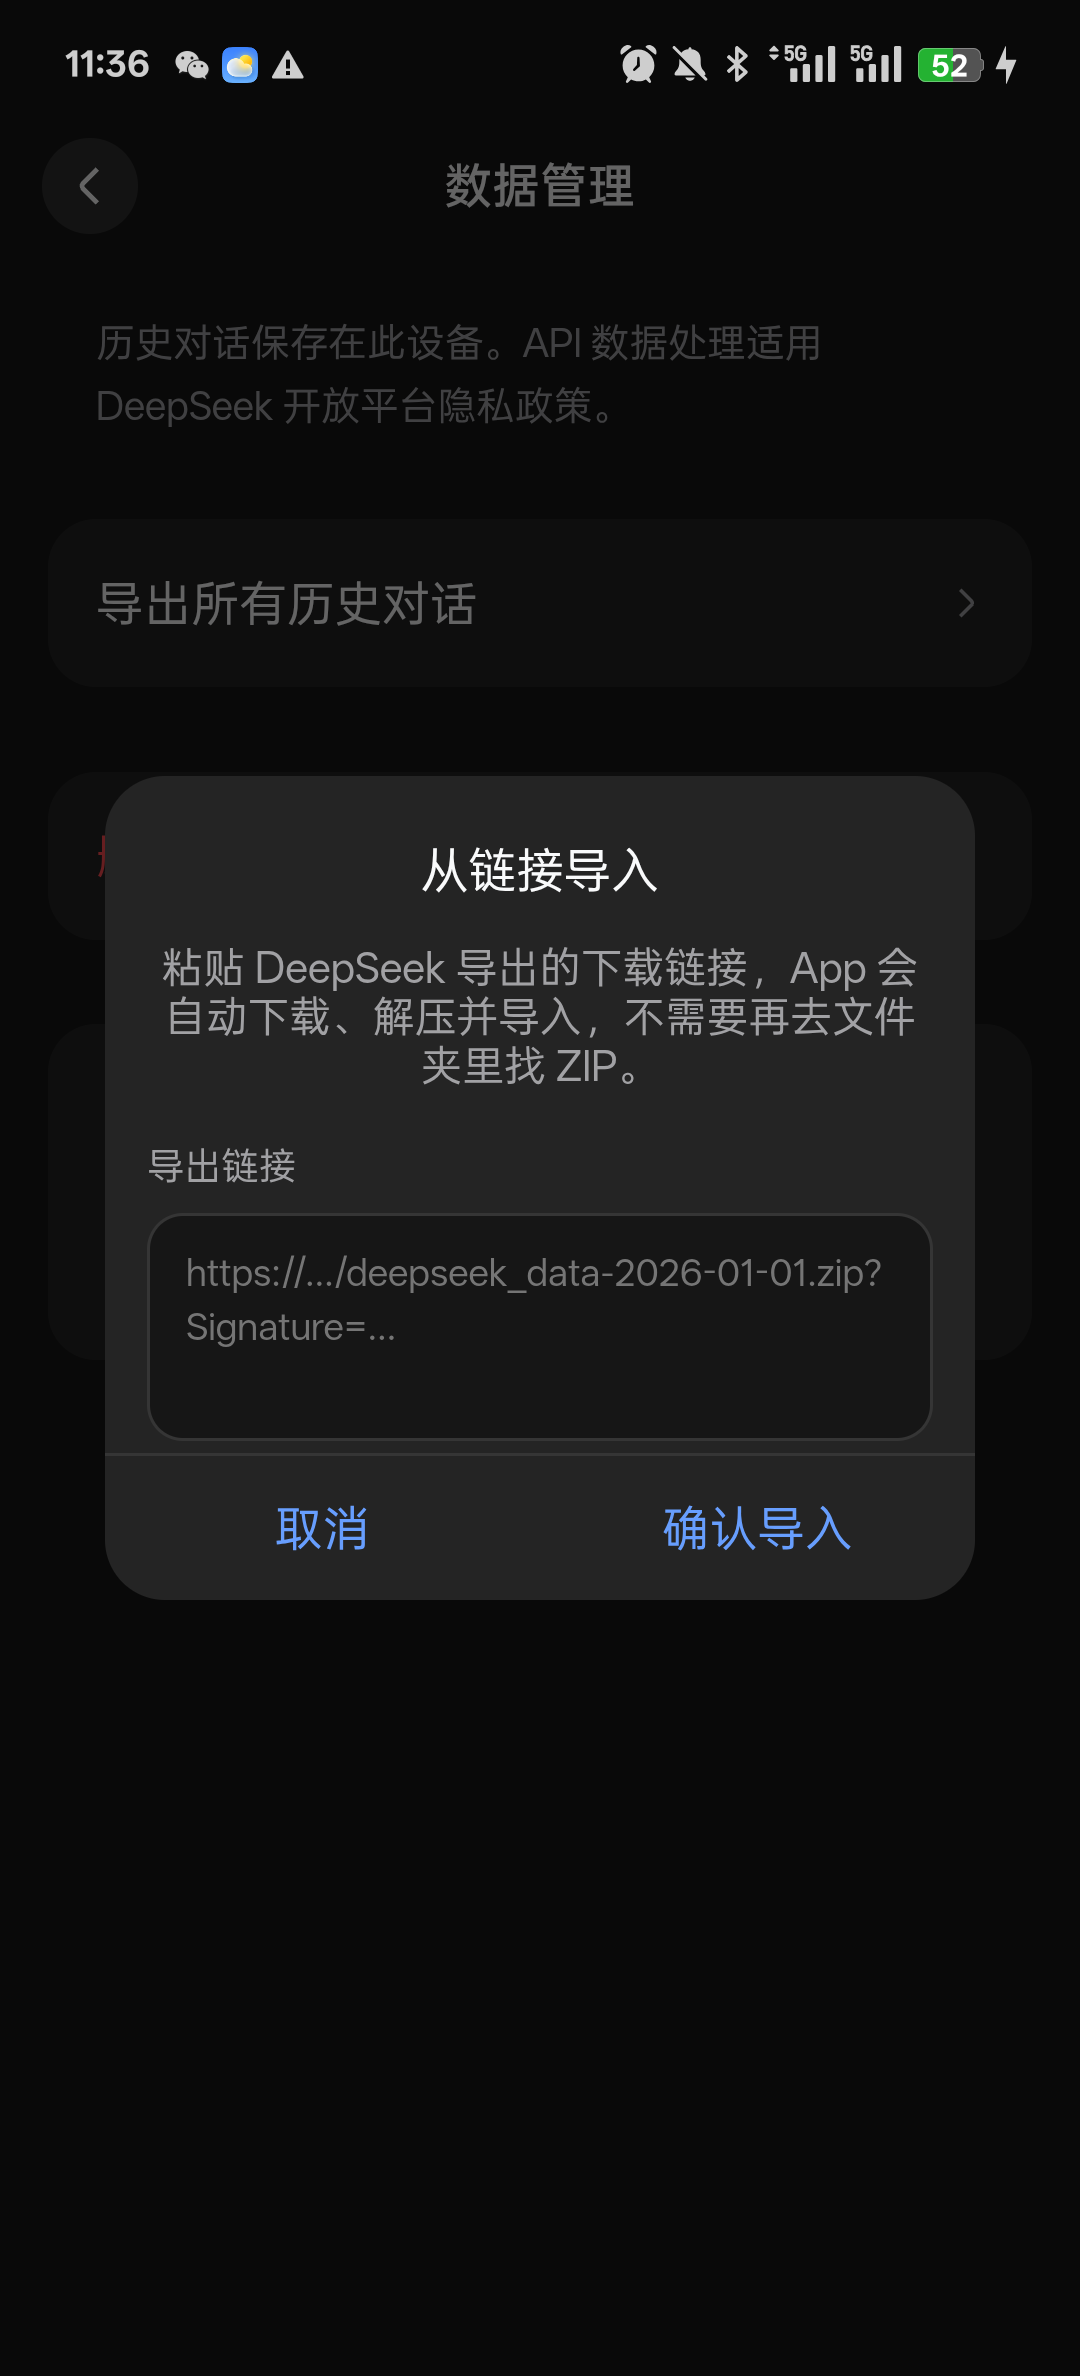 11:36
5G
5G
52
数据管理
历史对话保存在此设备。API 数据处理适用
DeepSeek 开放平台隐私政策。
导出所有历史对话
从链接导入
粘贴 DeepSeek 导出的下载链接，App 会
自动下载、解压并导入，不需要再去文件
夹里找 ZIP。
导出链接
https://.../deepseek_data-2026-01-01.zip?
Signature=...
取消
确认导入